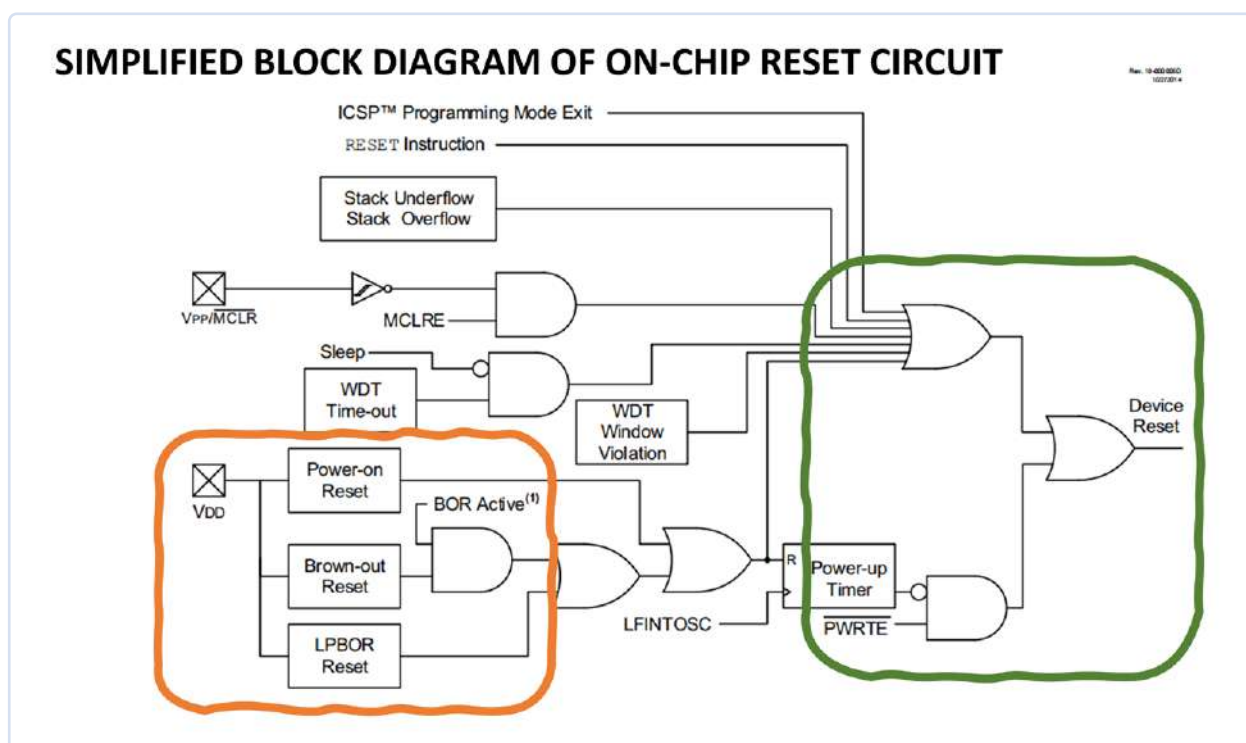 SIMPLIFIED BLOCK DIAGRAM OF ON-CHIP RESET CIRCUIT
ICSP™ Programming Mode Exit
RESET Instruction
Stack Underflow
Stack Overflow
VPP/MCLR
MCLRE
Sleep
WDT
Time-out
WDT
Window
Violation
Device
Reset
VDD
Power-on
Reset
BOR Active(1)
Brown-out
Reset
R
Power-up
Timer
LFINTOSC
PWRTE
LPBOR
Reset